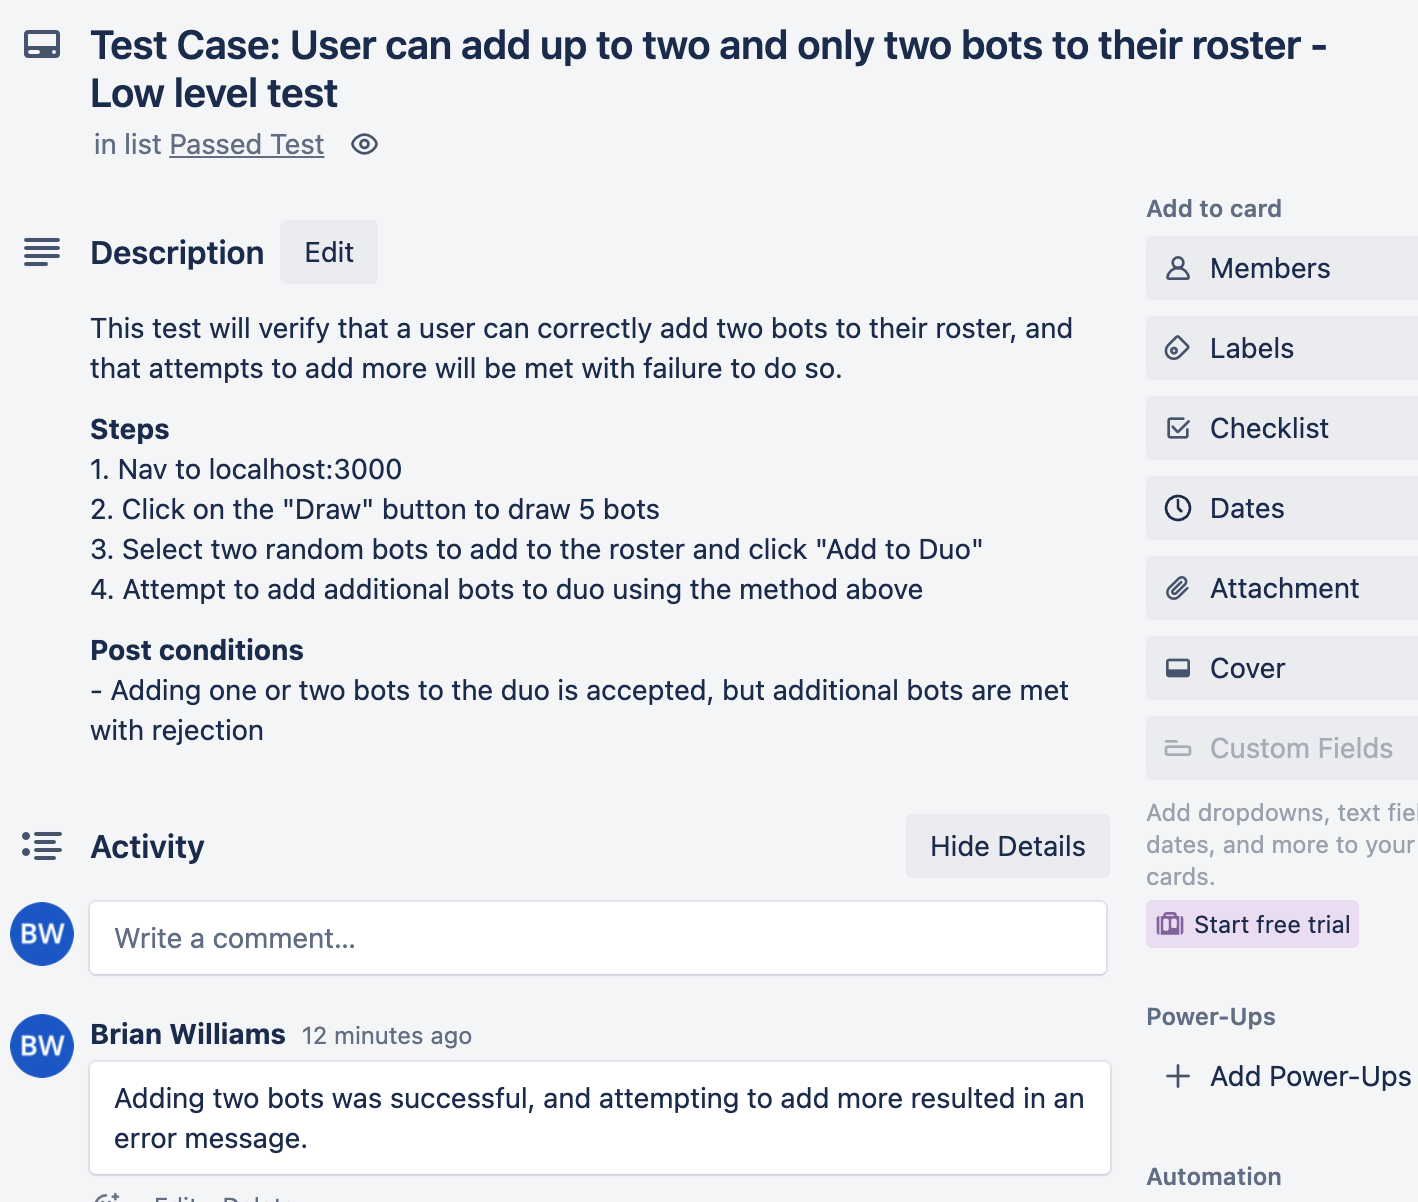 Test Case: User can add up to two and only two bots to their roster -
Low level test
in list Passed Test
Add to card
Members
Labels
Checklist
Dates
Attachment
Cover
Custom Fields
Add dropdowns, text fiel
dates, and more to your
cards.
Start free trial
Power-Ups
Add Power-Ups
Automation
Description
Edit
This test will verify that a user can correctly add two bots to their roster, and
that attempts to add more will be met with failure to do so.
Steps
1. Nav to localhost:3000
2. Click on the "Draw" button to draw 5 bots
3. Select two random bots to add to the roster and click "Add to Duo"
4. Attempt to add additional bots to duo using the method above
Post conditions
- Adding one or two bots to the duo is accepted, but additional bots are met
with rejection
Activity
Hide Details
BW
Write a comment...
BW
Brian Williams 12 minutes ago
Adding two bots was successful, and attempting to add more resulted in an
error message.